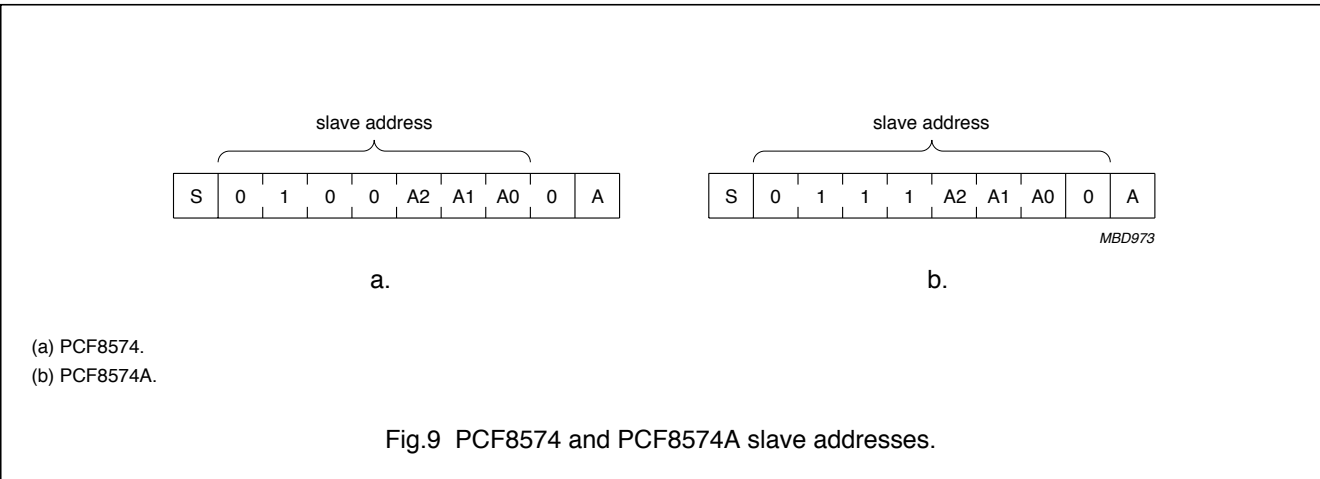 slave address
S 0 1 0 0 A2 A1 A0 0 A
a.
slave address
S 0 1 1 1 A2 A1 A0 0 A
MBD973
b.
(a) PCF8574.
(b) PCF8574A.
Fig.9 PCF8574 and PCF8574A slave addresses.